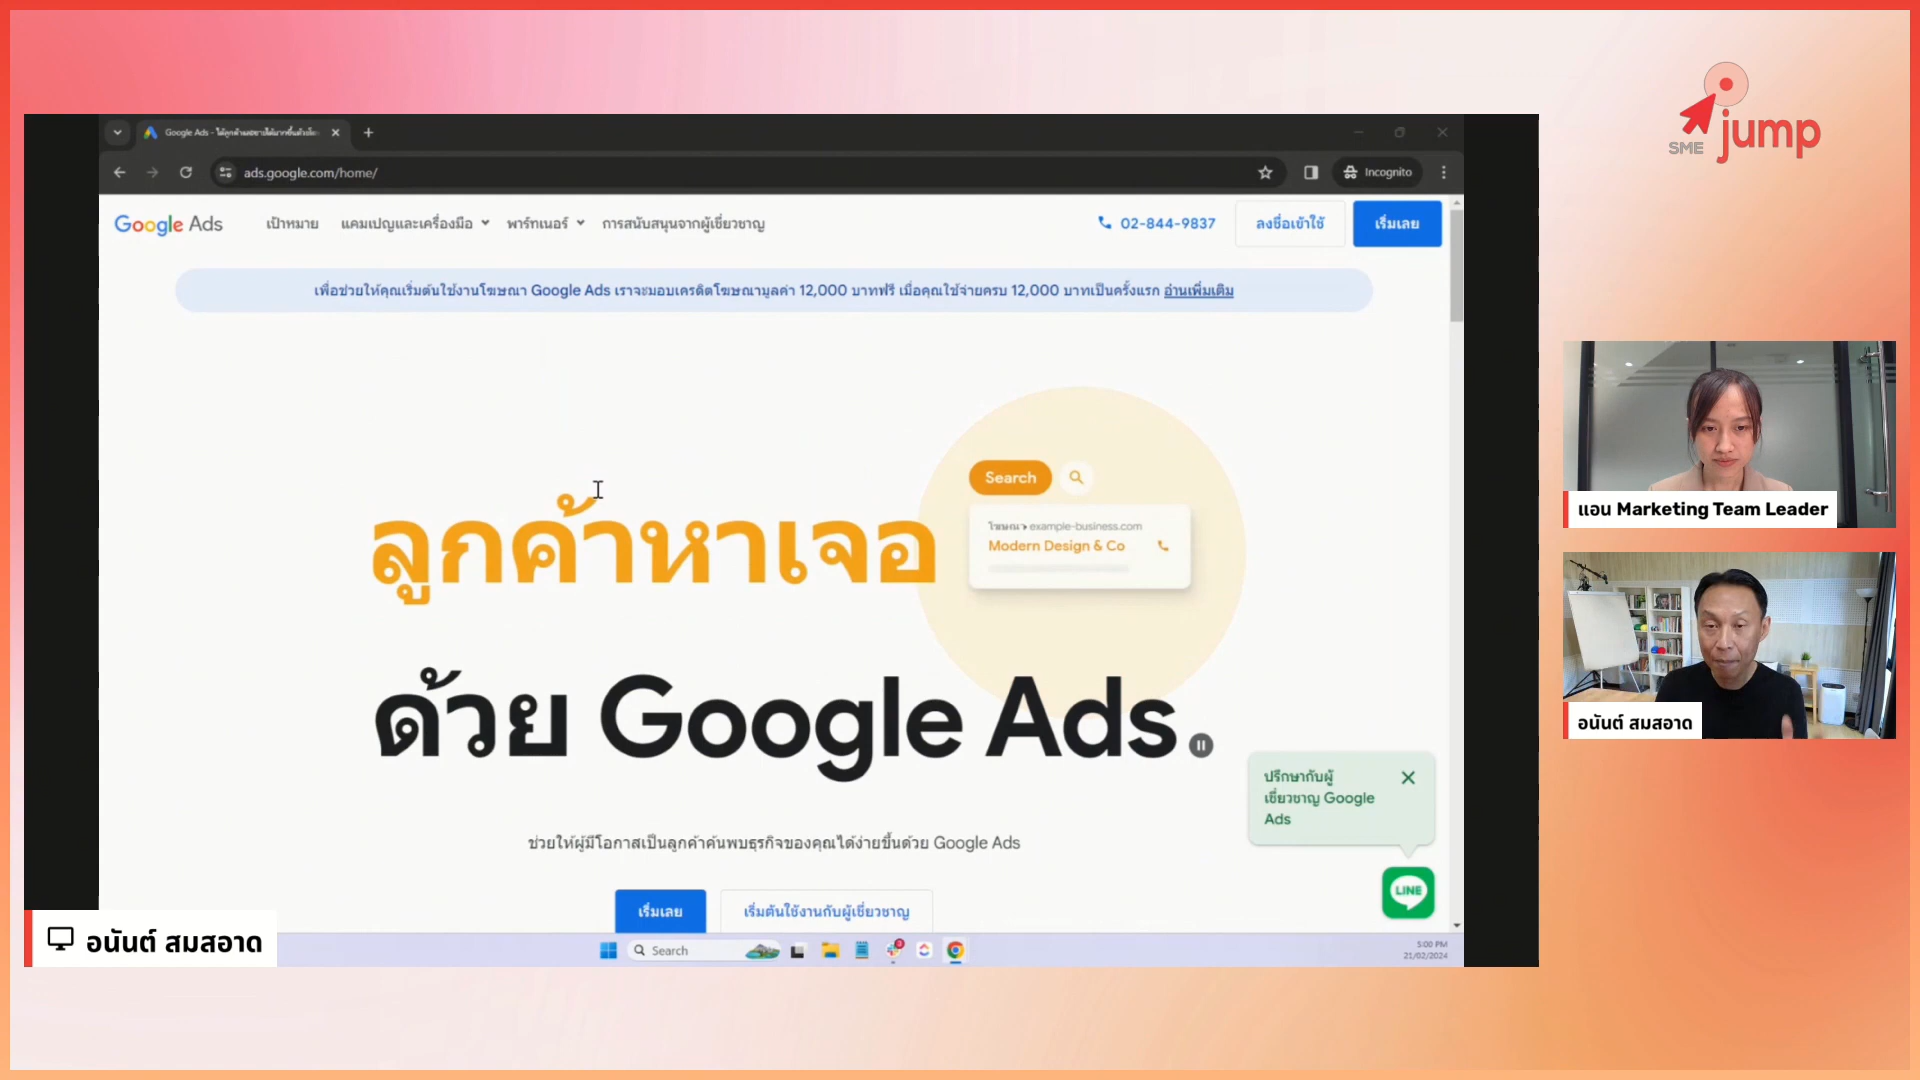 SME jump
Google Ads -
ads.google.com/home/
Incognito
Google Ads
เป้าหมาย
แคมเปญและเครื่องมือ
พาร์ทเนอร์
การสนับสนุนจากผู้เชี่ยวชาญ
02-844-9837
ลงชื่อเข้าใช้
เริ่มเลย
เพื่อช่วยให้คุณเริ่มต้นใช้งานโฆษณา Google Ads เราจะมอบเครดิตโฆษณามูลค่า 12,000 บาทฟรี เมื่อคุณใช้จ่ายครบ 12,000 บาทเป็นครั้งแรก อ่านเพิ่มเติม
Search
โฆษณา example-business.com
Modern Design & Co
ลูกค้าหาเจอ
ด้วย Google Ads.
ช่วยให้ผู้มีโอกาสเป็นลูกค้าค้นพบธุรกิจของคุณได้ง่ายขึ้นด้วย Google Ads
เริ่มเลย
เริ่มต้นใช้งานกับผู้เชี่ยวชาญ
ปรึกษากับผู้
เชี่ยวชาญ Google
Ads
LINE
Search
5:00 PM
21/02/2024
อนันต์ สมสอาด
แอน Marketing Team Leader
อนันต์ สมสอาด